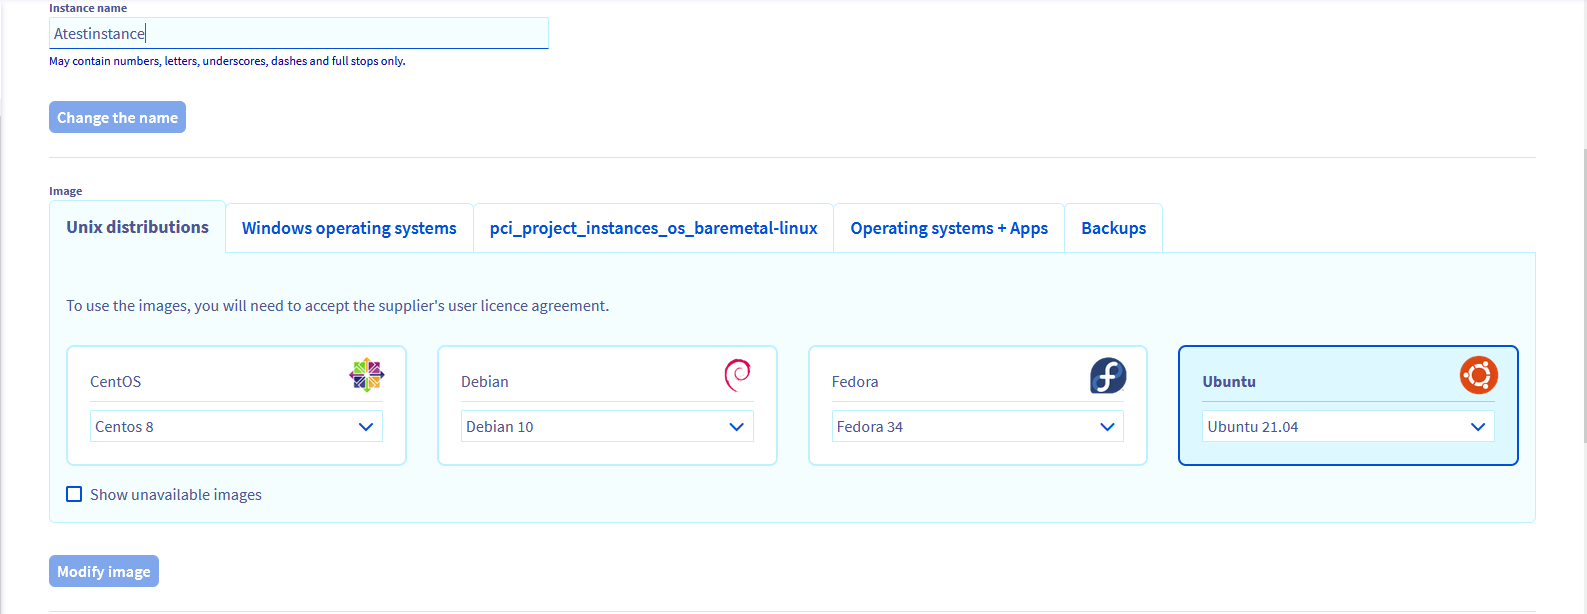 Instance name
Atestinstance
May contain numbers, letters, underscores, dashes and full stops only.
Change the name
Image
Unix distributions
Windows operating systems
pci_project_instances_os_baremetal-linux
Operating systems + Apps
Backups
To use the images, you will need to accept the supplier's user licence agreement.
CentOS
Centos 8
Debian
Debian 10
Fedora
Fedora 34
Ubuntu
Ubuntu 21.04
Show unavailable images
Modify image